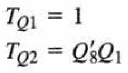 T_{Q1} = 1
T_{Q2} = Q'_8Q_1